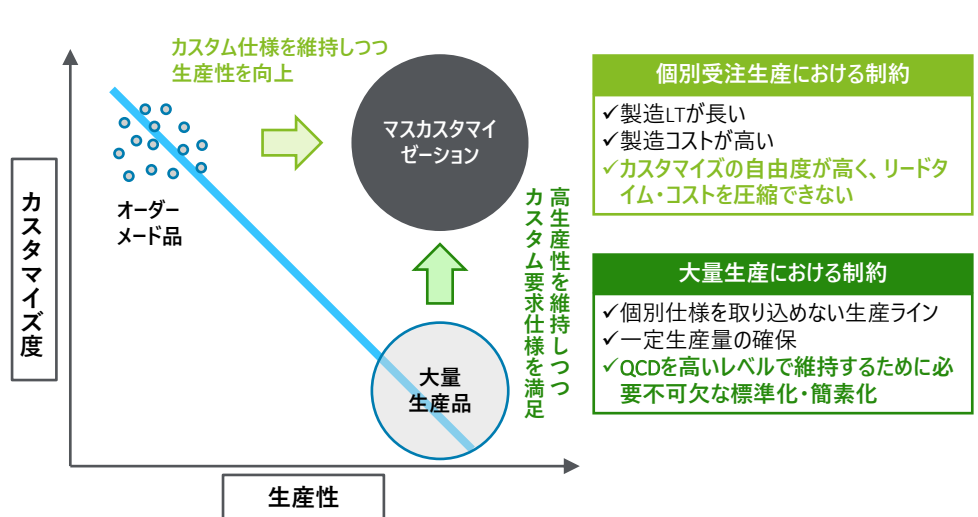 カスタム仕様を維持しつつ
生産性を向上
マスカスタマイ
ゼーション
オーダー
メード品
カスタマイズ度
高生産性を維持しつつ
カスタム要求仕様を満足
大量
生産品
生産性
個別受注生産における制約
✓製造LTが長い
✓製造コストが高い
✓カスタマイズの自由度が高く、リードタ
イム・コストを圧縮できない
大量生産における制約
✓個別仕様を取り込めない生産ライン
✓一定生産量の確保
✓QCDを高いレベルで維持するために必
要不可欠な標準化・簡素化